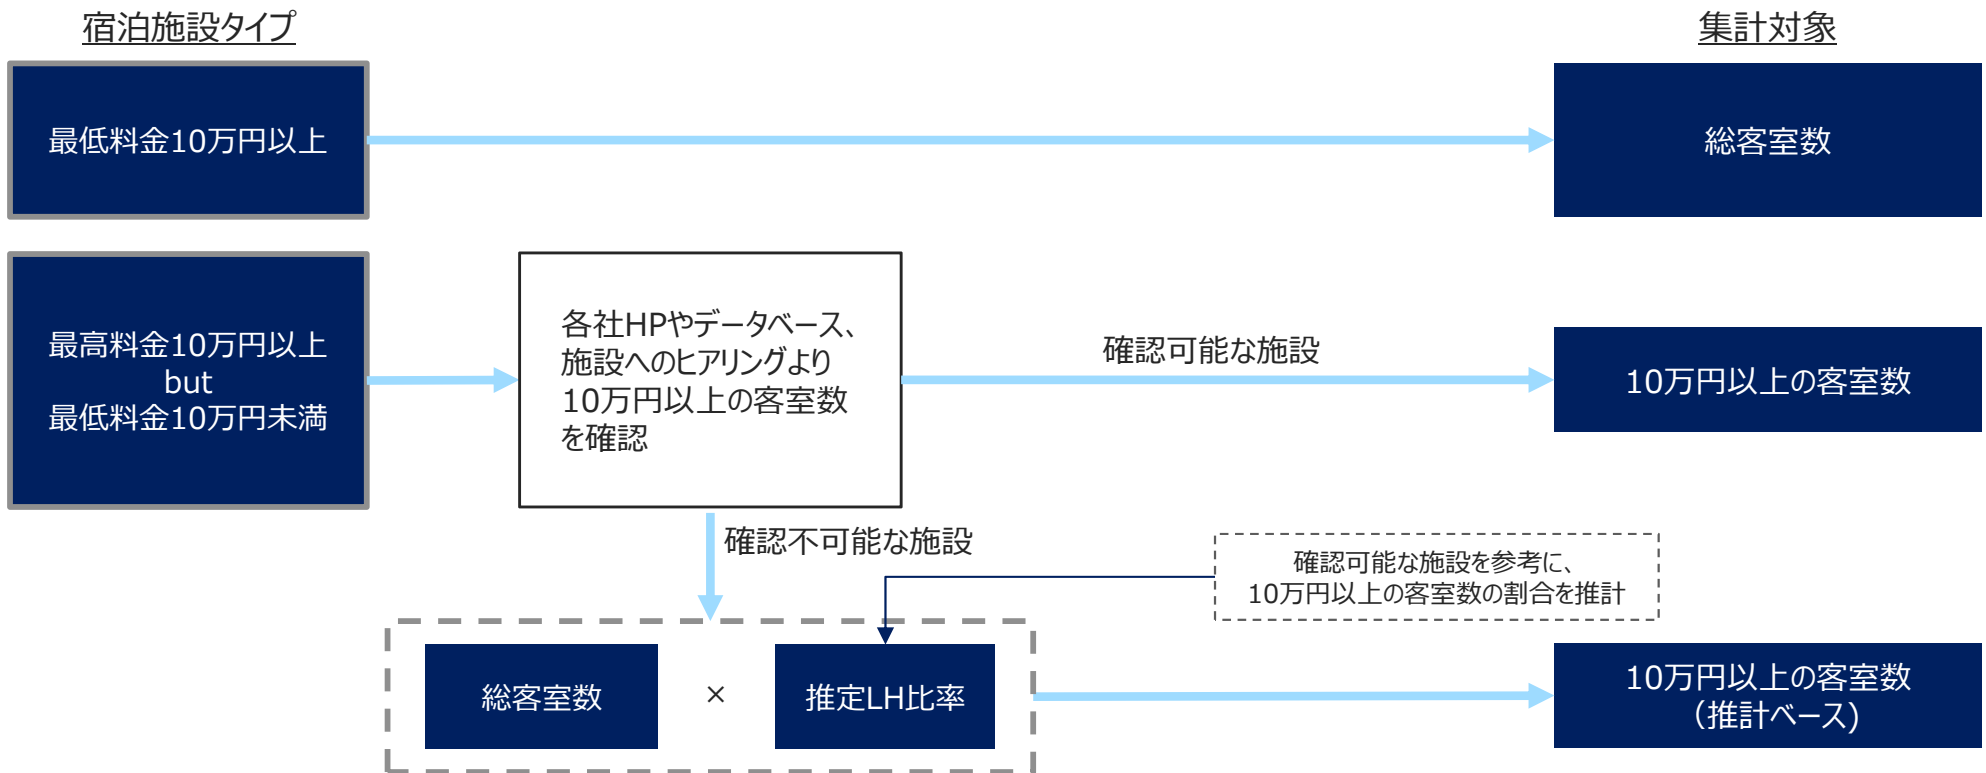 宿泊施設タイプ
集計対象
最低料金10万円以上
総客室数
最高料金10万円以上
but
最低料金10万円未満
各社HPやデータベース、
施設へのヒアリングより
10万円以上の客室数
を確認
確認可能な施設
10万円以上の客室数
確認不可能な施設
確認可能な施設を参考に、
10万円以上の客室数の割合を推計
総客室数
×
推定LH比率
10万円以上の客室数
（推計ベース)